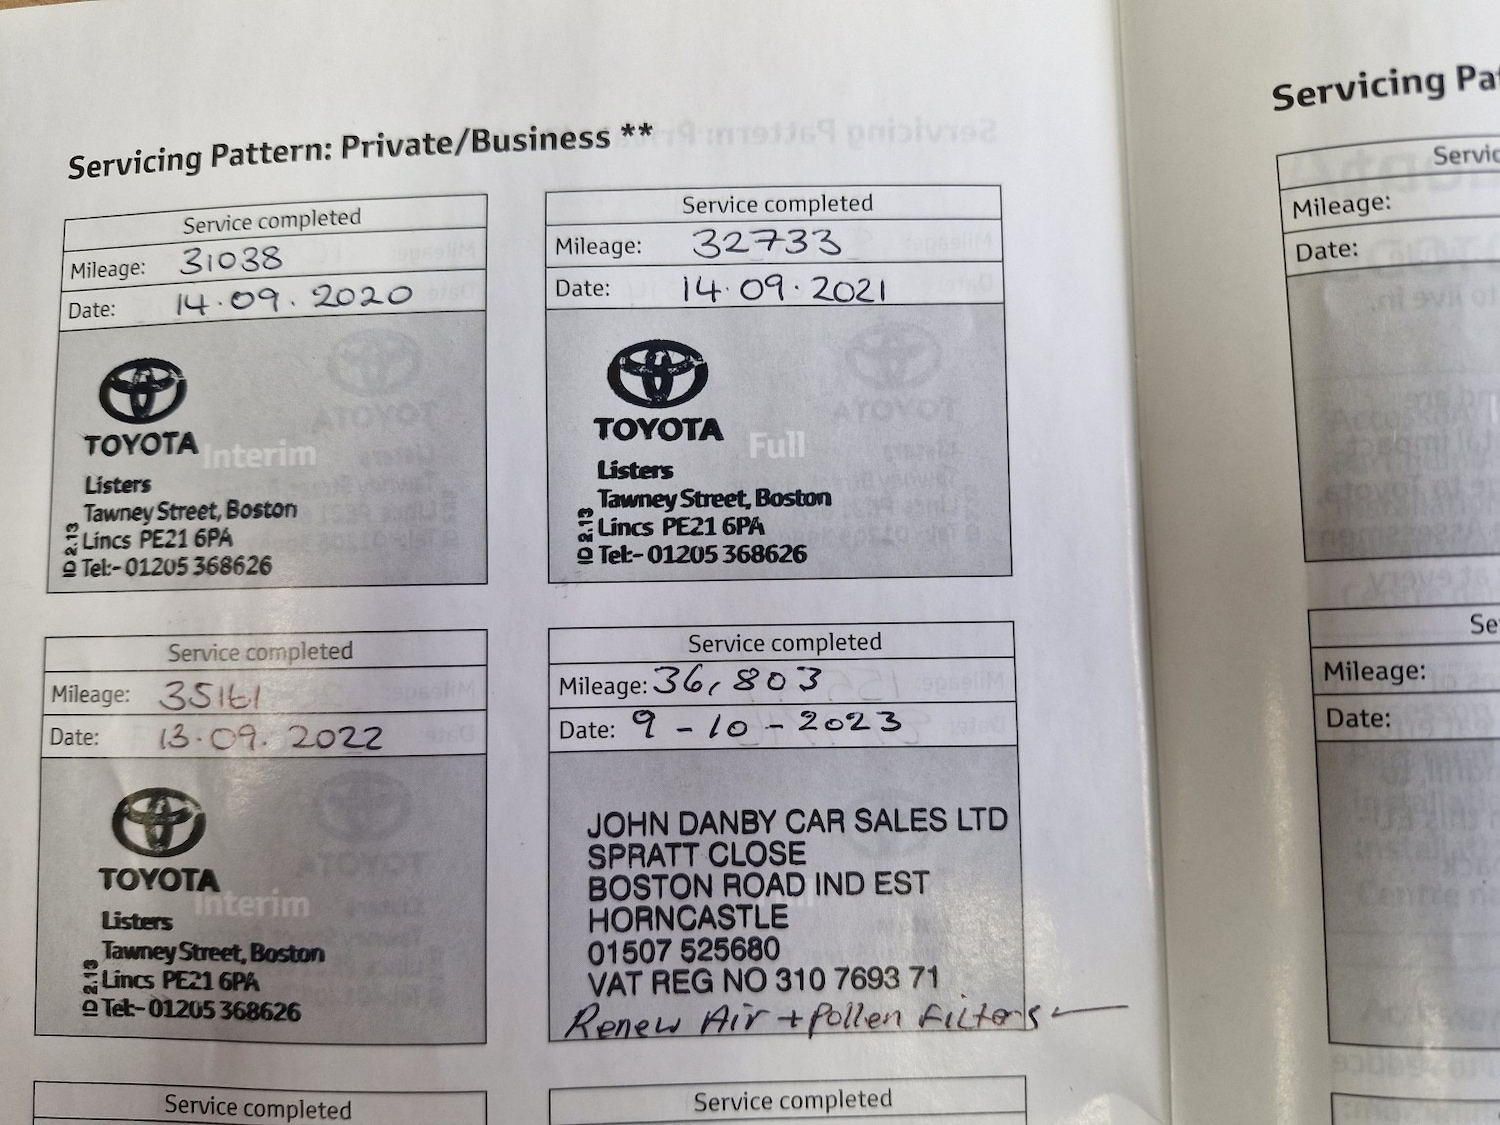 Servicing Pattern: Private/Business **
Service completed
Mileage: 31038
Date: 14.09.2020
TOYOTA
Interim
Listers
Tawney Street, Boston
Lincs PE21 6PA
Tel:- 01205 368626
ID 2.13
Service completed
Mileage: 32733
Date: 14.09.2021
TOYOTA
Full
Listers
Tawney Street, Boston
Lincs PE21 6PA
Tel:- 01205 368626
ID 2.13
Service completed
Mileage: 35161
Date: 13.09.2022
TOYOTA
Interim
Listers
Tawney Street, Boston
Lincs PE21 6PA
Tel:- 01205 368626
ID 2.13
Service completed
Mileage: 36,803
Date: 9-10-2023
JOHN DANBY CAR SALES LTD
SPRATT CLOSE
BOSTON ROAD IND EST
HORNCASTLE
01507 525680
VAT REG NO 310 7693 71
Renew Air + Pollen Filters
Service completed
Service completed
Servicing Pat
Servic
Mileage:
Date:
Se
Mileage:
Date: